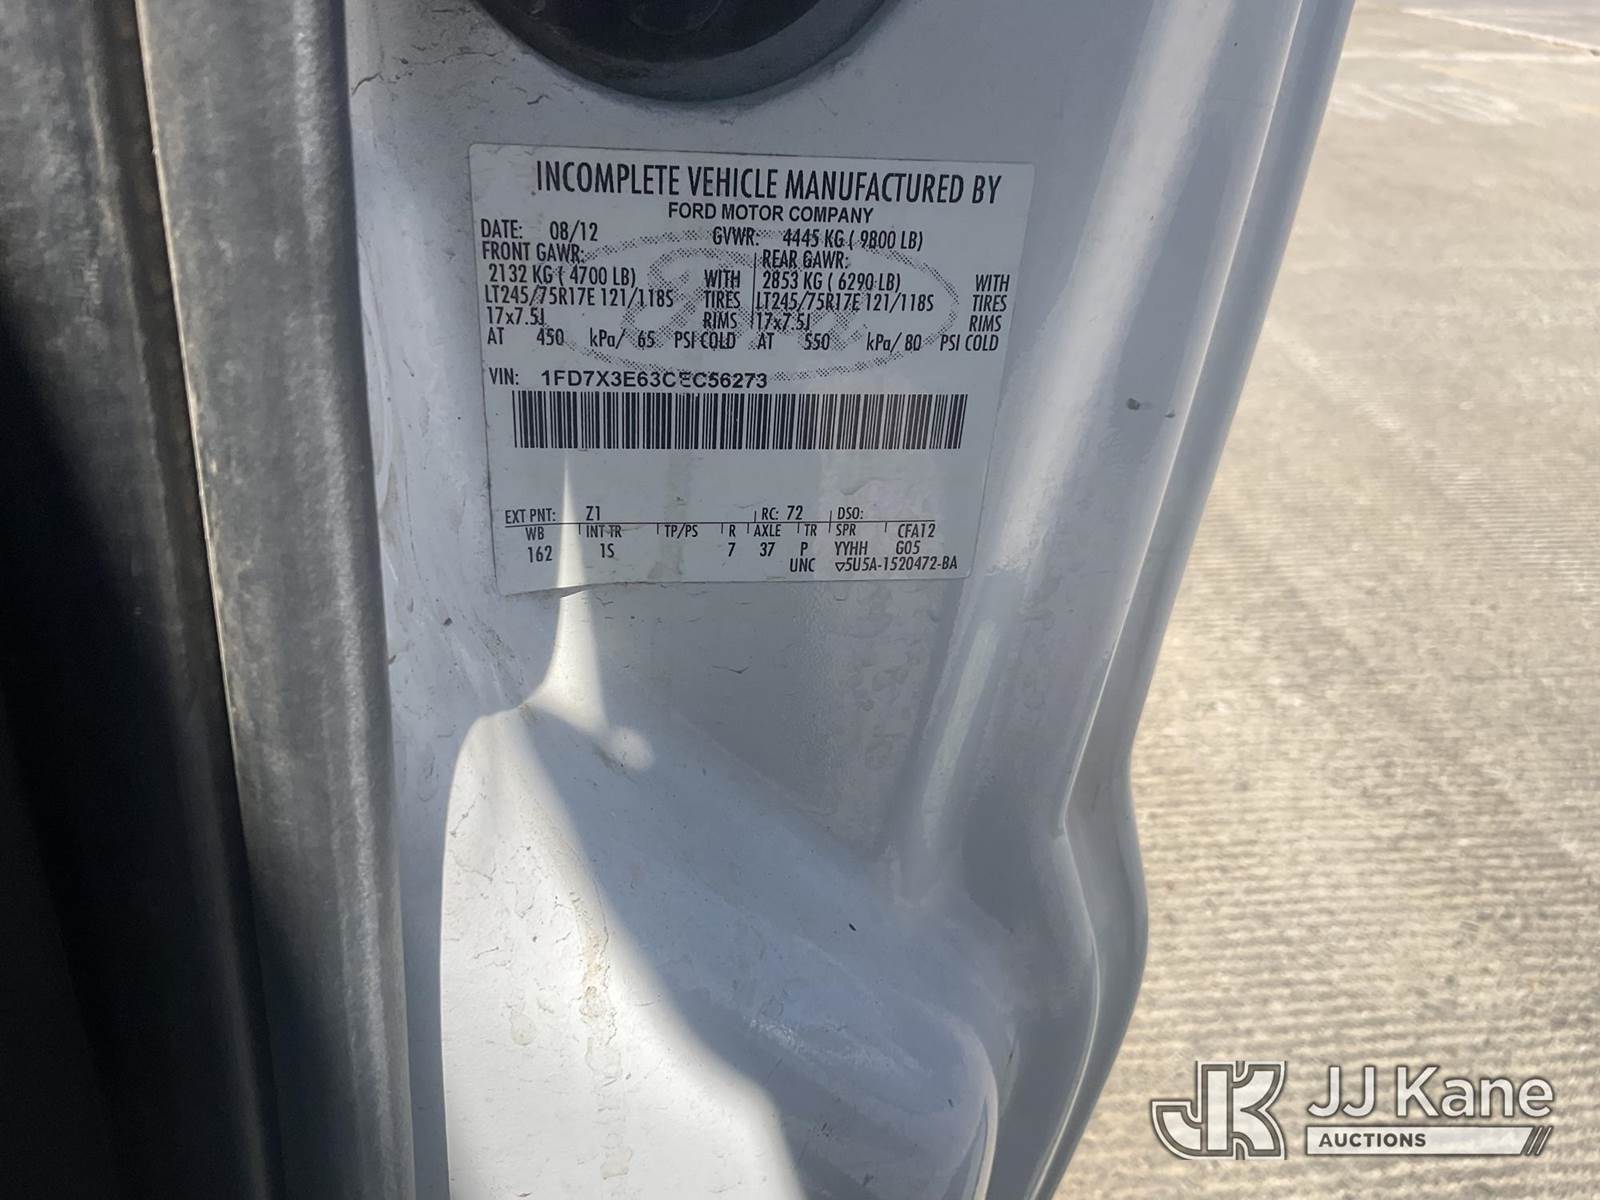 INCOMPLETE VEHICLE MANUFACTURED BY
FORD MOTOR COMPANY
DATE: 08/12 GVWR: 4445 KG ( 9800 LB)
FRONT GAWR: REAR GAWR:
2132 KG ( 4700 LB) WITH 2853 KG ( 6290 LB) WITH
LT245/75R17E 121/118S TIRES LT245/75R17E 121/118S TIRES
17x7.5J RIMS 17x7.5J RIMS
AT 450 kPa/ 65 PSI COLD AT 550 kPa/ 80 PSI COLD
VIN: 1FD7X3E63CEC56273
EXT PNT: Z1 RC: 72 DSO:
WB INT TR TP/PS R AXLE TR SPR CFA12
162 1S 7 37 P YYHH G05
UNC ▽5U5A-1520472-BA
JK JJ Kane
AUCTIONS